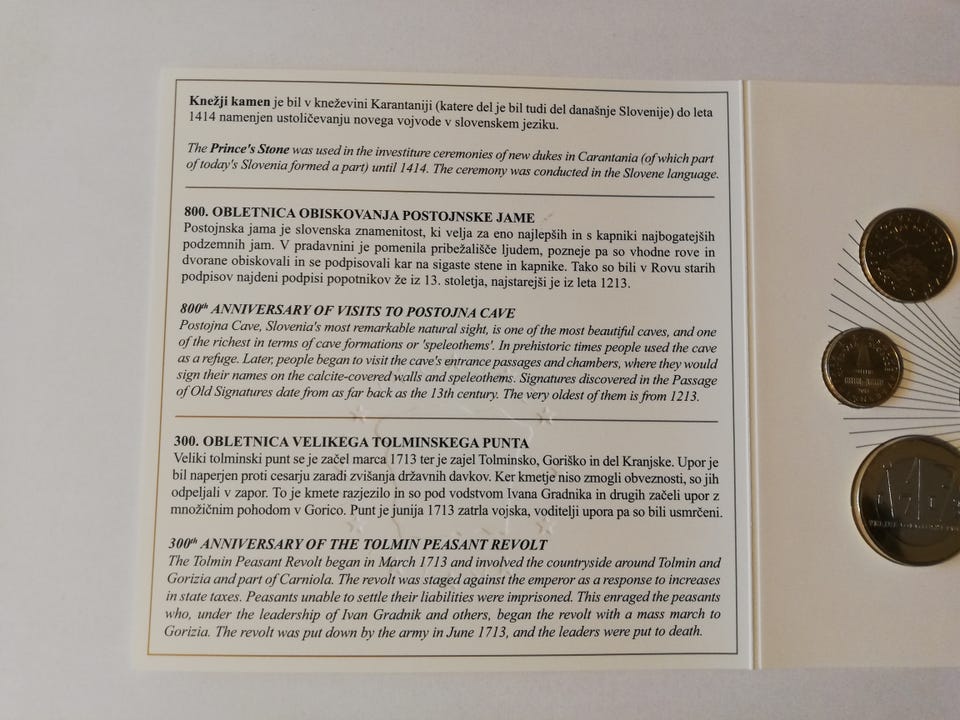 Knežji kamen je bil v kneževini Karantaniji (katere del je bil tudi del današnje Slovenije) do leta
1414 namenjen ustoličevanju novega vojvode v slovenskem jeziku.
The Prince's Stone was used in the investiture ceremonies of new dukes in Carantania (of which part
of today's Slovenia formed a part) until 1414. The ceremony was conducted in the Slovene language.
800. OBLETNICA OBISKOVANJA POSTOJNSKE JAME
Postojnska jama je slovenska znamenitost, ki velja za eno najlepših in s kapniki najbogatejših
podzemnih jam. V pradavnini je pomenila pribežališče ljudem, pozneje pa so vhodne rove in
dvorane obiskovali in se podpisovali kar na sigaste stene in kapnike. Tako so bili v Rovu starih
podpisov najdeni podpisi popotnikov že iz 13. stoletja, najstarejši je iz leta 1213.
800th ANNIVERSARY OF VISITS TO POSTOJNA CAVE
Postojna Cave, Slovenia's most remarkable natural sight, is one of the most beautiful caves, and one
of the richest in terms of cave formations or 'speleothems'. In prehistoric times people used the cave
as a refuge. Later, people began to visit the cave's entrance passages and chambers, where they would
sign their names on the calcite-covered walls and speleothems. Signatures discovered in the Passage
of Old Signatures date from as far back as the 13th century. The very oldest of them is from 1213.
300. OBLETNICA VELIKEGA TOLMINSKEGA PUNTA
Veliki tolminski punt se je začel marca 1713 ter je zajel Tolminsko, Goriško in del Kranjske. Upor je
bil naperjen proti cesarju zaradi zvišanja državnih davkov. Ker kmetje niso zmogli obveznosti, so jih
odpeljali v zapor. To je kmete razjezilo in so pod vodstvom Ivana Gradnika in drugih začeli upor z
množičnim pohodom v Gorico. Punt je junija 1713 zatrla vojska, voditelji upora pa so bili usmrčeni.
300th ANNIVERSARY OF THE TOLMIN PEASANT REVOLT
The Tolmin Peasant Revolt began in March 1713 and involved the countryside around Tolmin and
Gorizia and part of Carniola. The revolt was staged against the emperor as a response to increases
in state taxes. Peasants unable to settle their liabilities were imprisoned. This enraged the peasants
who, under the leadership of Ivan Gradnik and others, began the revolt with a mass march to
Gorizia. The revolt was put down by the army in June 1713, and the leaders were put to death.